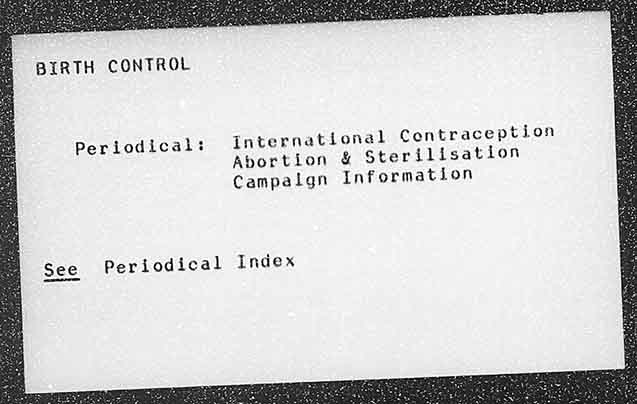 BIRTH CONTROL
Periodical: International Contraception
Abortion & Sterilisation
Campaign Information
See Periodical Index